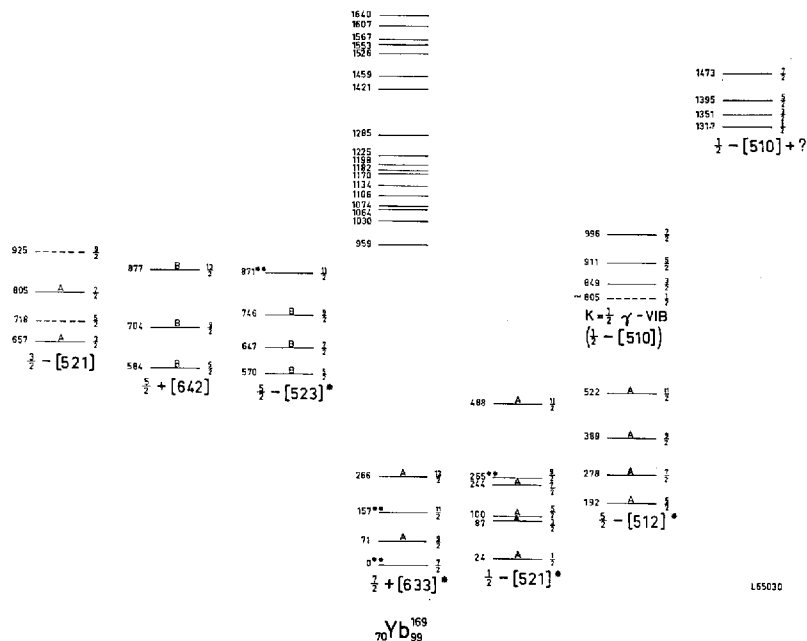 1640
1607
1567
1553
1526
1459
1421
1285
1225
1198
1182
1170
1134
1106
1074
1064
1030
959
1473 7/2
1395 5/2
1351 3/2
1317 1/2
1/2 - [510] + ?
925 9/2
805 A 7/2
718 5/2
657 A 3/2
3/2 - [521]
877 B 13/2
704 B 9/2
584 B 5/2
5/2 + [642]
871** 11/2
746 B 9/2
647 B 7/2
570 B 5/2
5/2 - [523]*
996 7/2
911 5/2
849 3/2
~805 1/2
K = 1/2 γ - VIB
(1/2 - [510])
266 A 13/2
157** 11/2
71 A 9/2
0** 7/2
7/2 + [633]*
488 A 11/2
265** 9/2
244 A 7/2
100 A 5/2
87 A 3/2
24 A 1/2
1/2 - [521]*
522 A 11/2
389 A 9/2
278 A 7/2
192 A 5/2
5/2 - [512]*
L65030
70Yb169 99